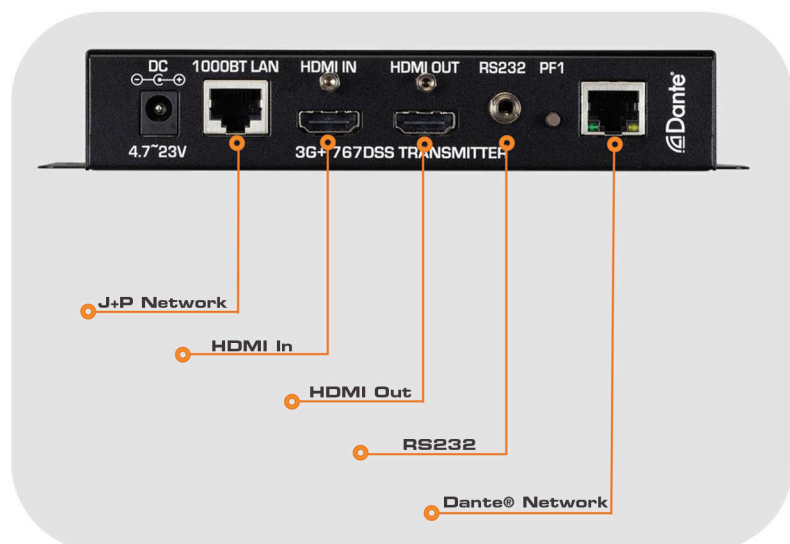 DC 1000BT LAN HDMI IN HDMI OUT RS232 PF1
Dante®
4.7~23V 3G+ 767DSS TRANSMITTER
J+P Network
HDMI In
HDMI Out
RS232
Dante® Network